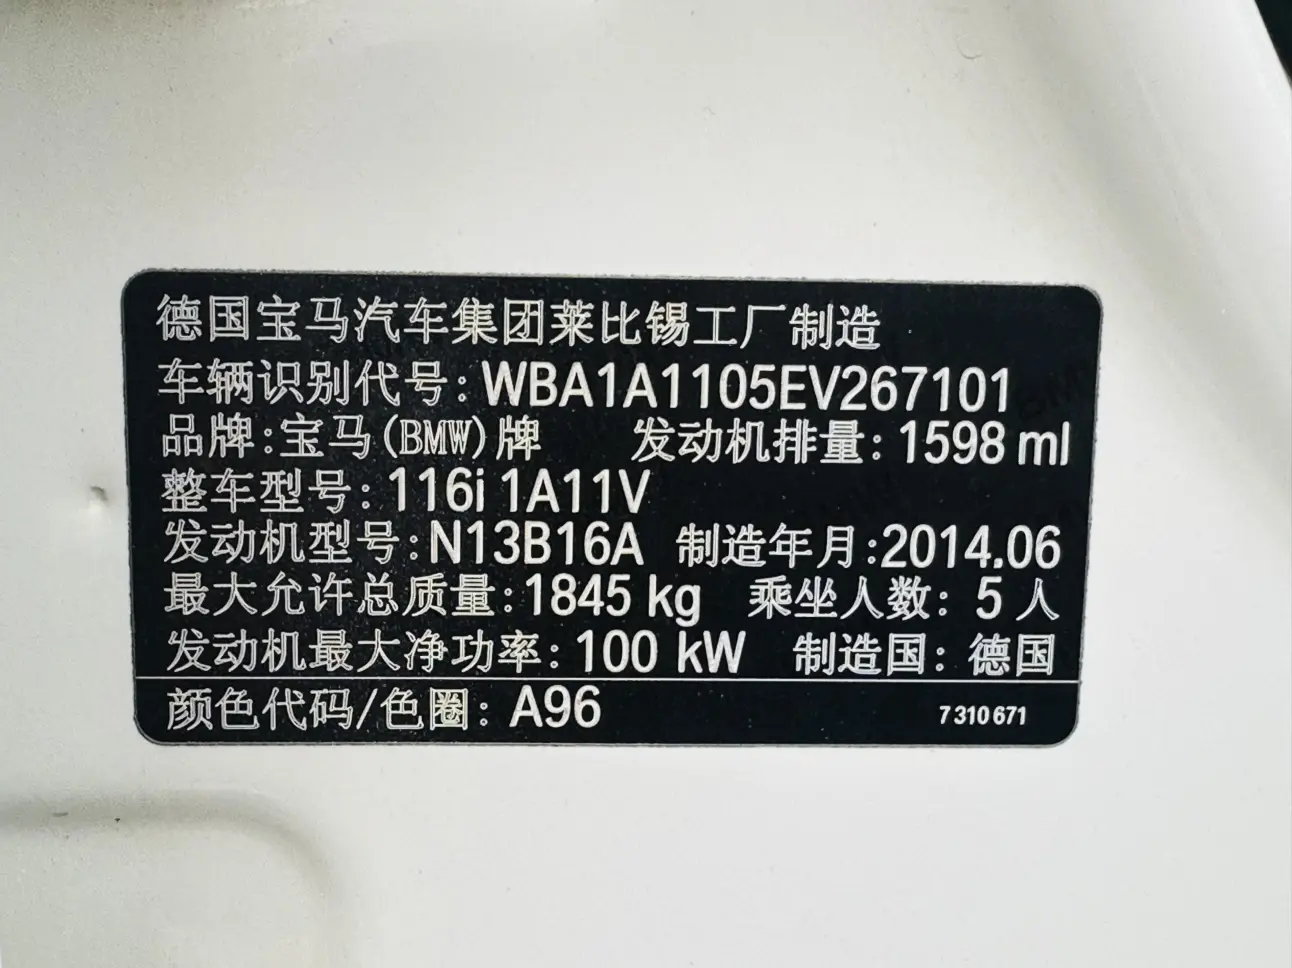 德国宝马汽车集团莱比锡工厂制造
车辆识别代号:WBA1A1105EV267101
品牌:宝马(BMW)牌 发动机排量:1598 ml
整车型号:116i 1A11V
发动机型号:N13B16A 制造年月:2014.06
最大允许总质量:1845 kg 乘坐人数: 5 人
发动机最大净功率:100 kW 制造国: 德国
颜色代码/色圈: A96 7310671